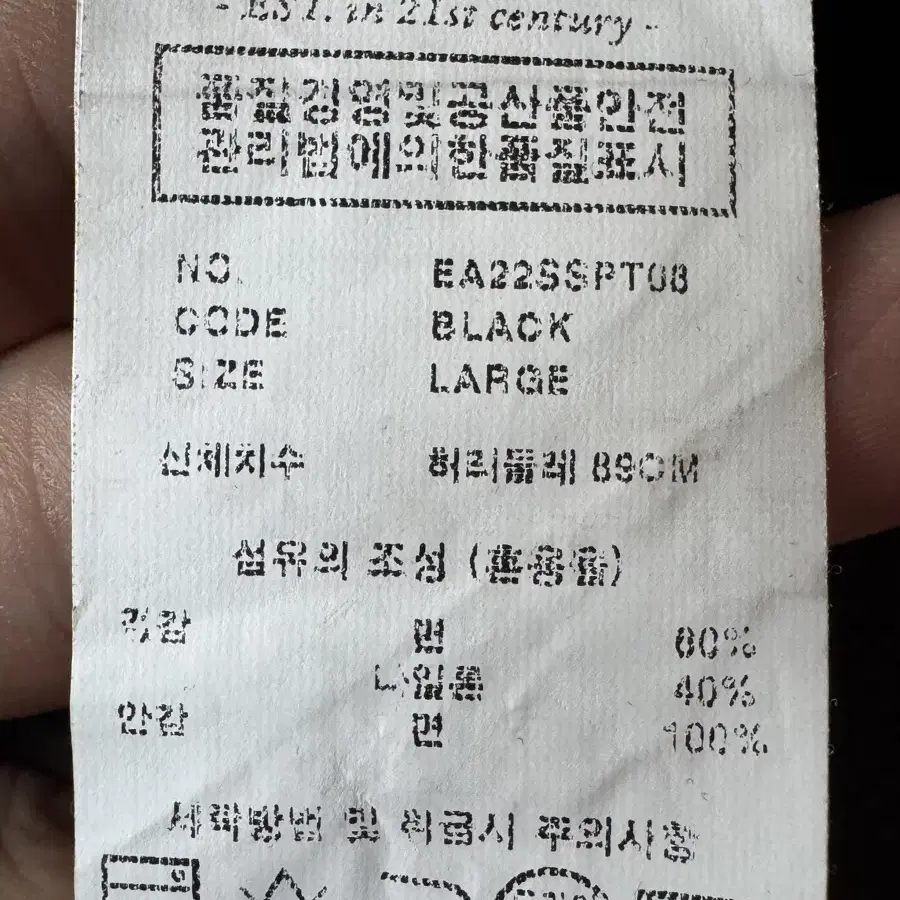 - EST. in 21st century -
품질경영및공산품안전
관리법에의한품질표시
NO. EA22SSPT08
CODE BLACK
SIZE LARGE
신체치수 허리둘레 89CM
섬유의 조성 (혼용율)
겉감 면 60%
나일론 40%
안감 면 100%
세탁방법 및 취급시 주의사항